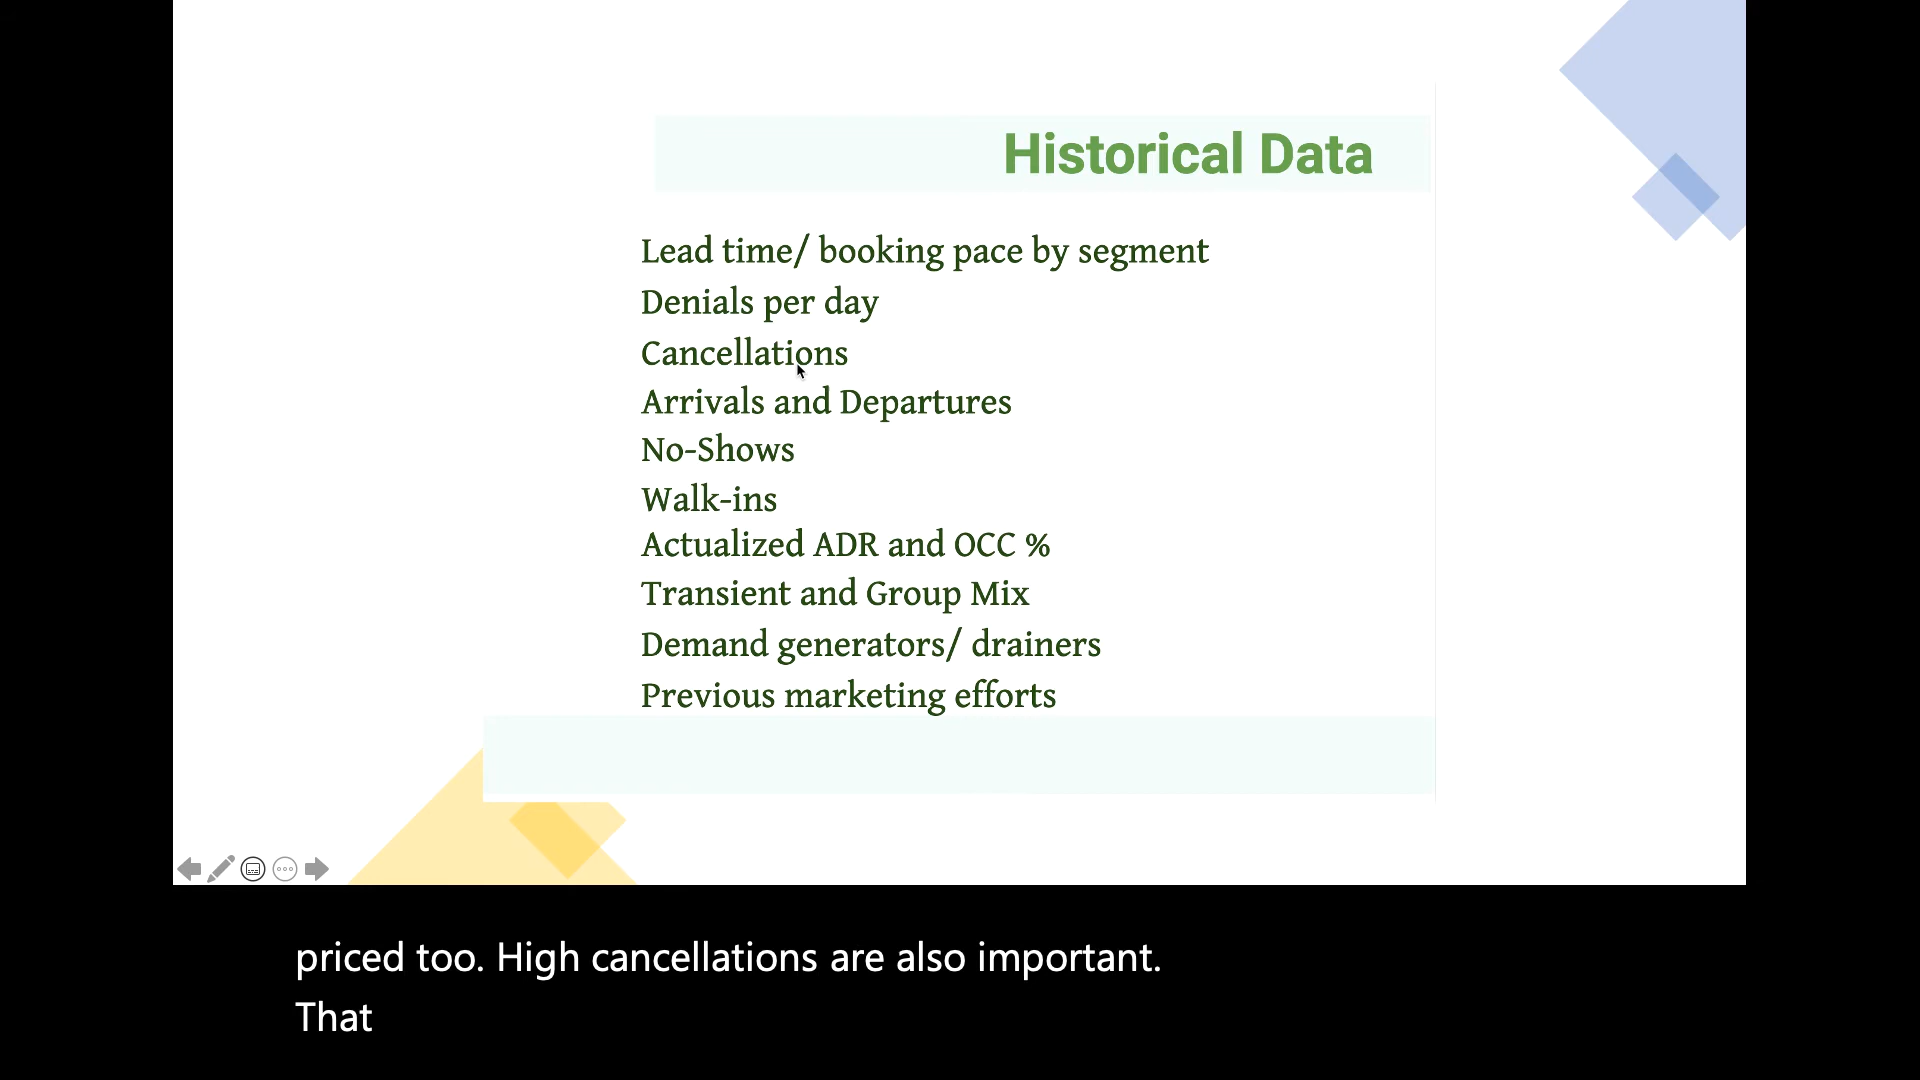 Historical Data
Lead time/ booking pace by segment
Denials per day
Cancellations
Arrivals and Departures
No-Shows
Walk-ins
Actualized ADR and OCC %
Transient and Group Mix
Demand generators/ drainers
Previous marketing efforts
priced too. High cancellations are also important.
That